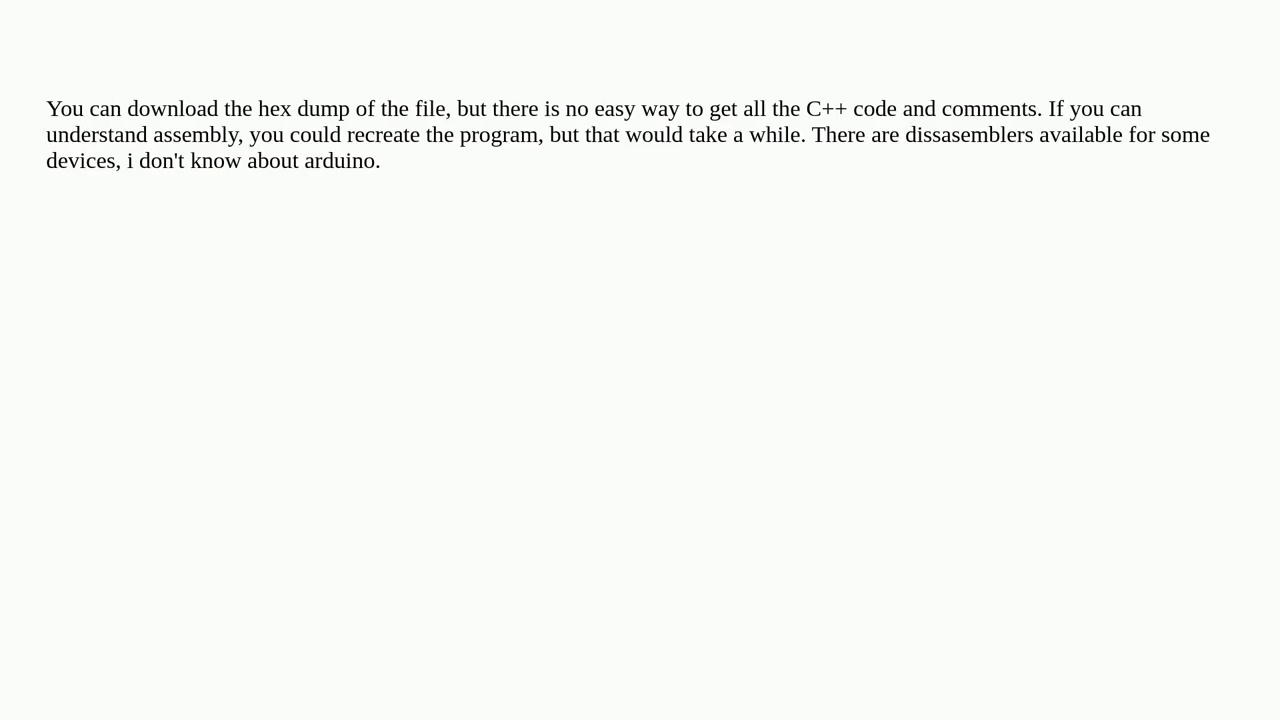 You can download the hex dump of the file, but there is no easy way to get all the C++ code and comments. If you can
understand assembly, you could recreate the program, but that would take a while. There are dissasemblers available for some
devices, i don't know about arduino.